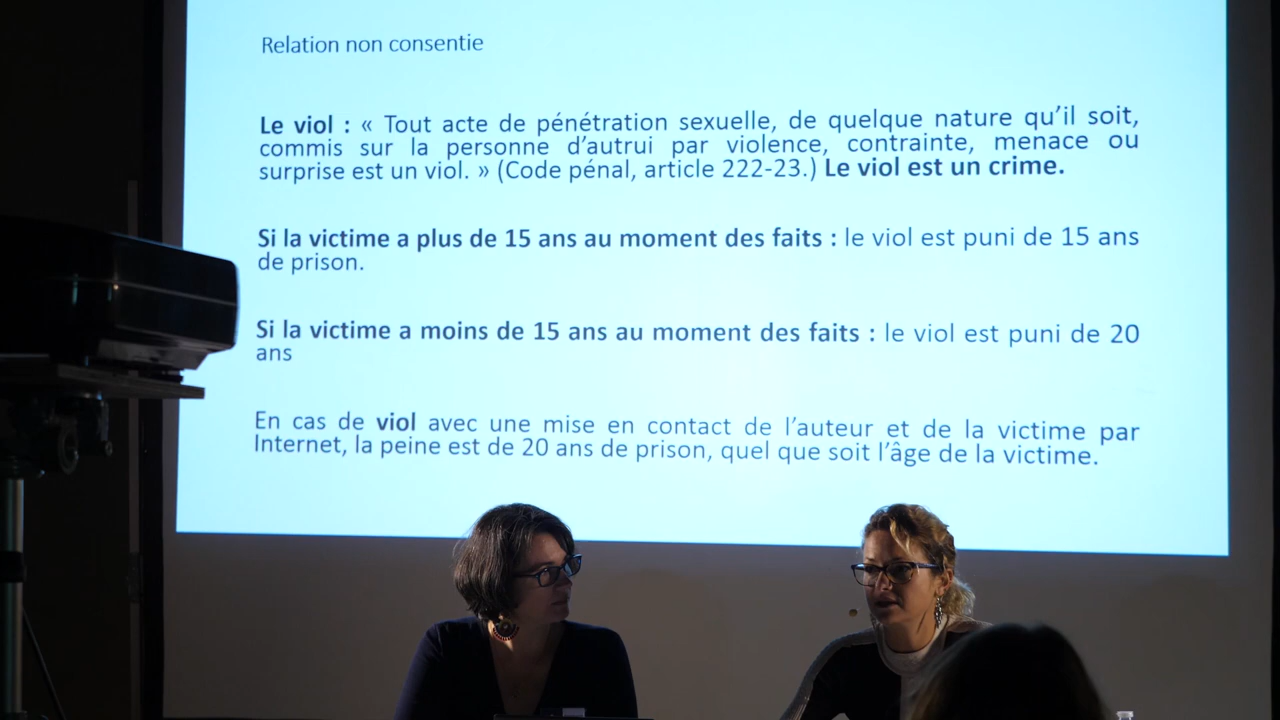 Relation non consentie
Le viol : « Tout acte de pénétration sexuelle, de quelque nature qu’il soit,
commis sur la personne d’autrui par violence, contrainte, menace ou
surprise est un viol. » (Code pénal, article 222-23.) Le viol est un crime.
Si la victime a plus de 15 ans au moment des faits : le viol est puni de 15 ans
de prison.
Si la victime a moins de 15 ans au moment des faits : le viol est puni de 20
ans
En cas de viol avec une mise en contact de l’auteur et de la victime par
Internet, la peine est de 20 ans de prison, quel que soit l’âge de la victime.